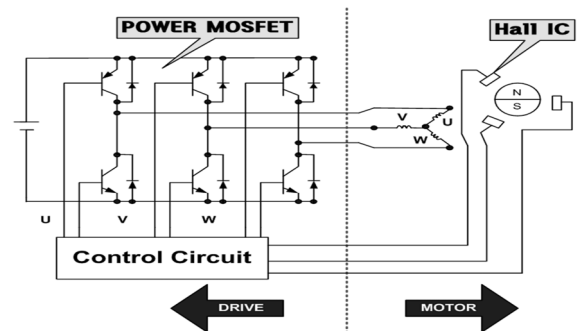 POWER MOSFET
Hall IC
N
S
V
U
W
U
V
W
Control Circuit
DRIVE
MOTOR